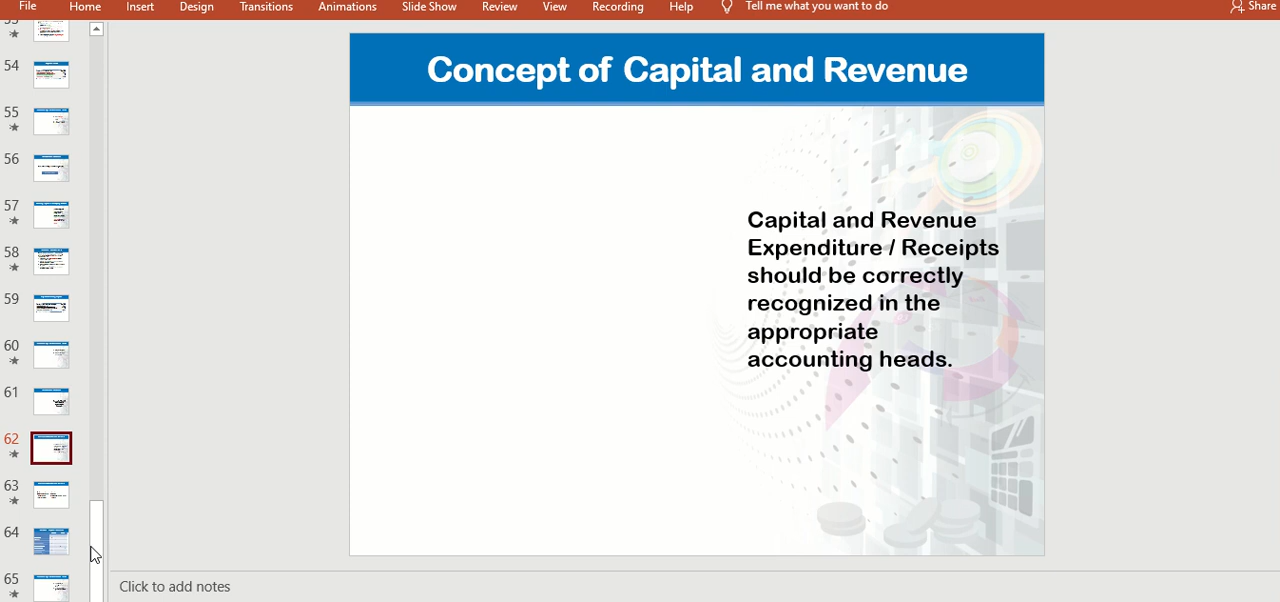 File Home Insert Design Transitions Animations Slide Show Review View Recording Help Tell me what you want to do Share
54
55
56
57
58
59
60
61
62
63
64
65
Concept of Capital and Revenue
Capital and Revenue
Expenditure / Receipts
should be correctly
recognized in the
appropriate
accounting heads.
Click to add notes